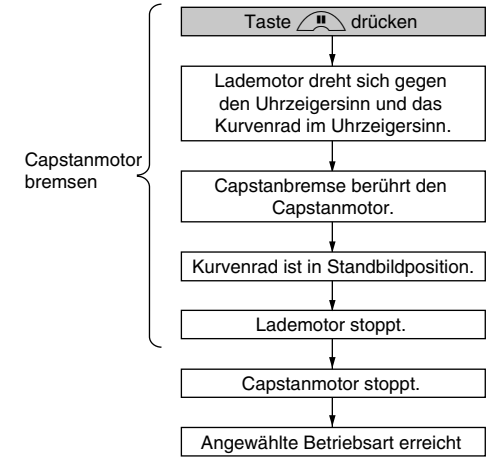 Taste drücken
Lademotor dreht sich gegen
den Uhrzeigersinn und das
Kurvenrad im Uhrzeigersinn.
Capstanmotor
bremsen
Capstanbremse berührt den
Capstanmotor.
Kurvenrad ist in Standbildposition.
Lademotor stoppt.
Capstanmotor stoppt.
Angewählte Betriebsart erreicht